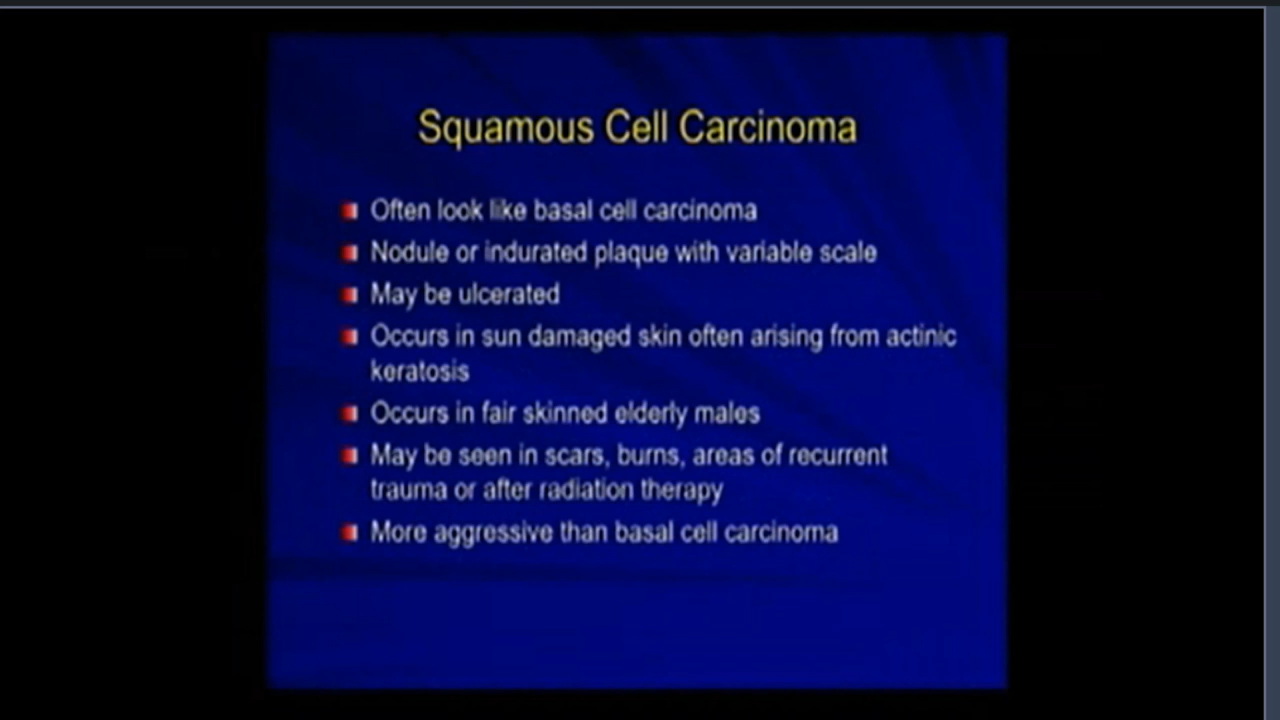 Squamous Cell Carcinoma
Often look like basal cell carcinoma
Nodule or indurated plaque with variable scale
May be ulcerated
Occurs in sun damaged skin often arising from actinic
keratosis
Occurs in fair skinned elderly males
May be seen in scars, burns, areas of recurrent
trauma or after radiation therapy
More aggressive than basal cell carcinoma